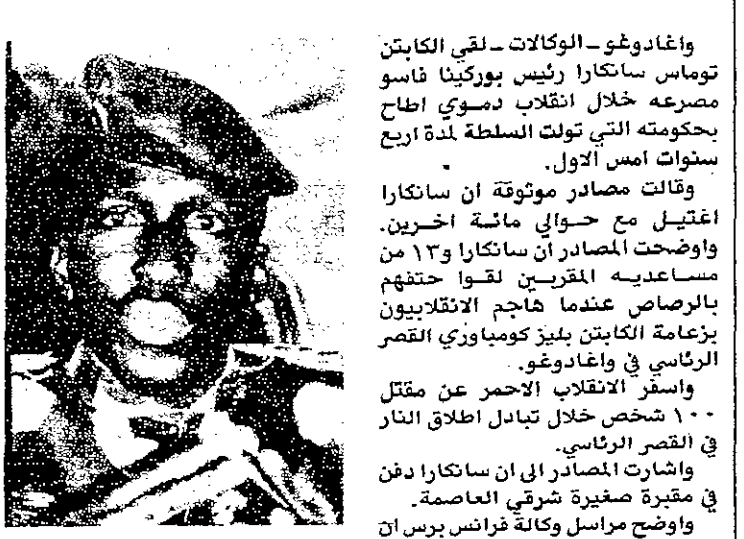 واغادوغو ـ الوكالات ـ لقي الكابتن
توماس سانكارا رئيس بوركينا فاسو
مصرعه خلال انقلاب دموي اطاح
بحكومته التي تولت السلطة لمدة اربع
سنوات امس الاول.
وقالت مصادر موثوقة ان سانكارا
اغتيل مع حوالي مائة اخرين.
واوضحت المصادر ان سانكارا و١٣ من
مساعديه المقربين لقوا حتفهم
بالرصاص عندما هاجم الانقلابيون
بزعامة الكابتن بليز كومباوري القصر
الرئاسي في واغادوغو.
واسفر الانقلاب الاحمر عن مقتل
١٠٠ شخص خلال تبادل اطلاق النار
في القصر الرئاسي.
واشارت المصادر الى ان سانكارا دفن
في مقبرة صغيرة شرقي العاصمة.
واوضح مراسل وكالة فرانس برس ان